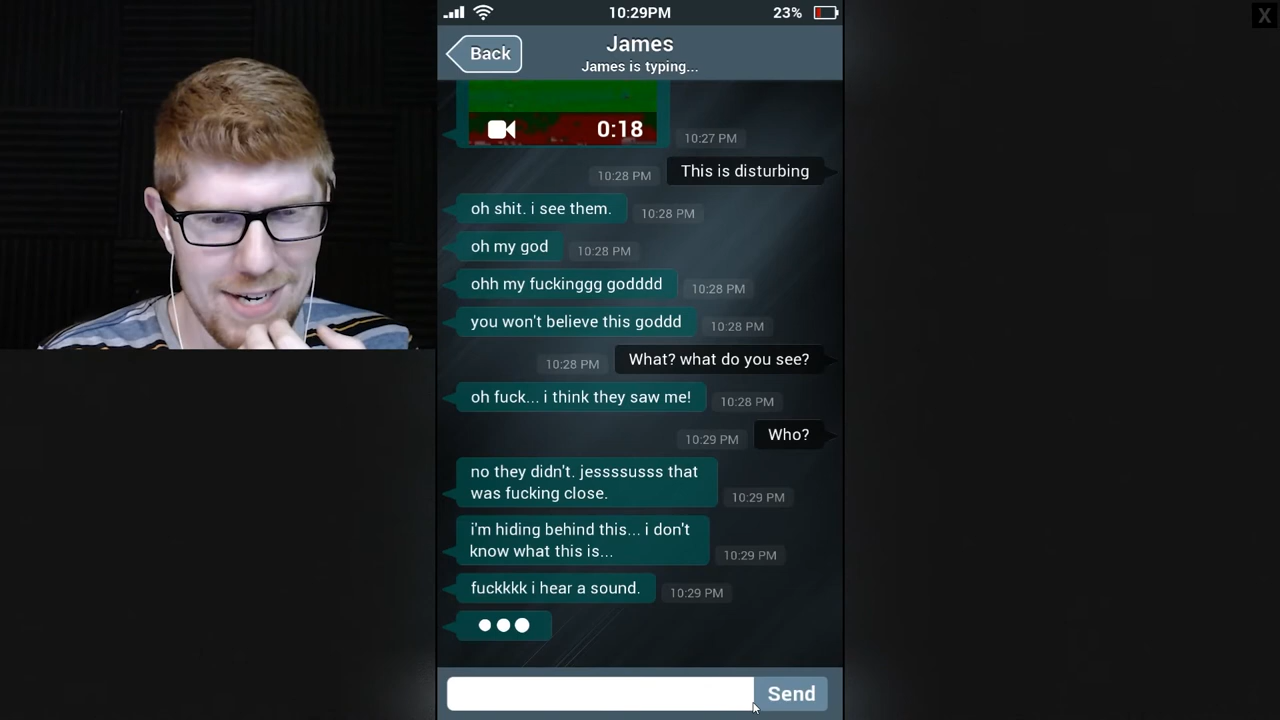 10:29PM
23%
X
Back
James
James is typing...
0:18
10:27 PM
10:28 PM
This is disturbing
oh shit. i see them.
10:28 PM
oh my god
10:28 PM
ohh my fuckinggg godddd
10:28 PM
you won't believe this goddd
10:28 PM
10:28 PM
What? what do you see?
oh fuck... i think they saw me!
10:28 PM
10:29 PM
Who?
no they didn't. jessssusss that
was fucking close.
10:29 PM
i'm hiding behind this... i don't
know what this is...
10:29 PM
fuckkkk i hear a sound.
10:29 PM
Send